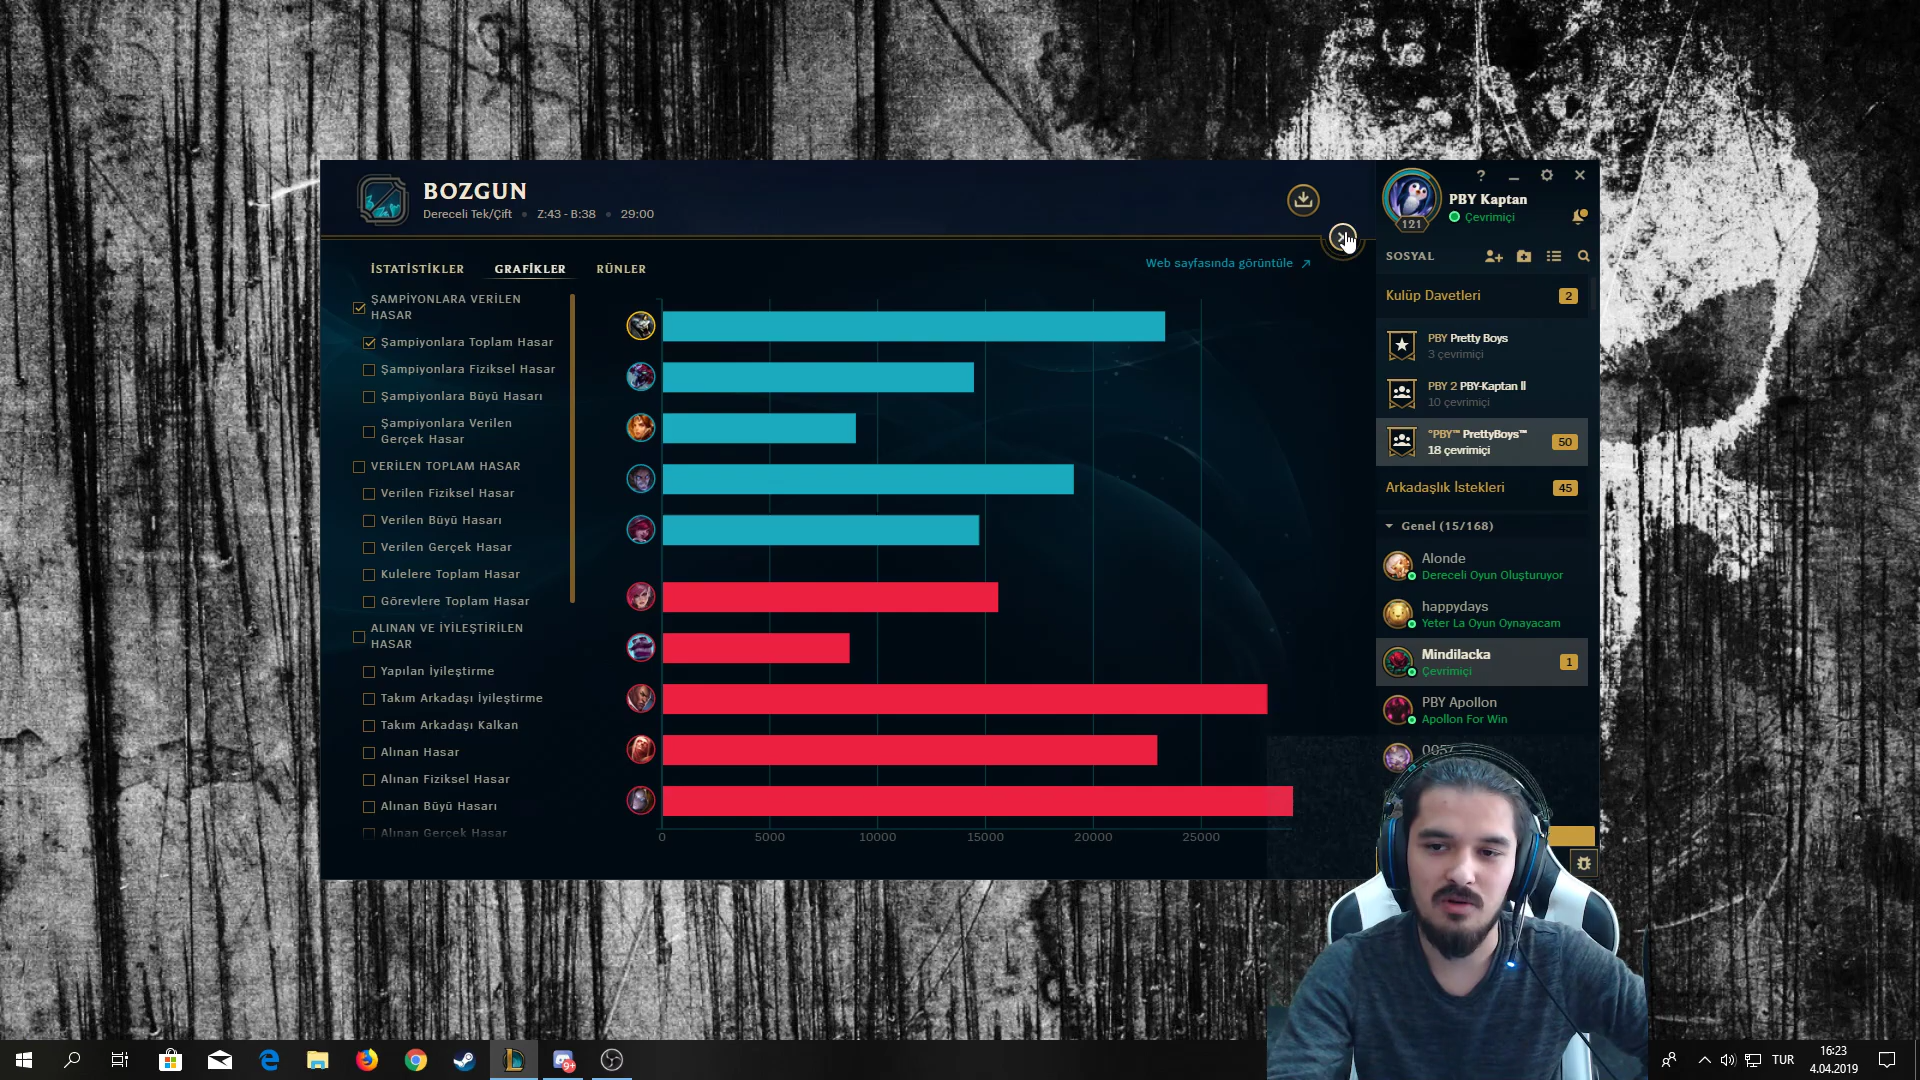 BOZGUN
Dereceli Tek/Çift • Z:43 - B:38 • 29:00
İSTATİSTİKLER GRAFİKLER RÜNLER
Web sayfasında görüntüle
ŞAMPİYONLARA VERİLEN
HASAR
Şampiyonlara Toplam Hasar
Şampiyonlara Fiziksel Hasar
Şampiyonlara Büyü Hasarı
Şampiyonlara Verilen
Gerçek Hasar
VERİLEN TOPLAM HASAR
Verilen Fiziksel Hasar
Verilen Büyü Hasarı
Verilen Gerçek Hasar
Kulelere Toplam Hasar
Görevlere Toplam Hasar
ALINAN VE İYİLEŞTİRİLEN
HASAR
Yapılan İyileştirme
Takım Arkadaşı İyileştirme
Takım Arkadaşı Kalkan
Alınan Hasar
Alınan Fiziksel Hasar
Alınan Büyü Hasarı
Alınan Gerçek Hasar
0 5000 10000 15000 20000 25000
121
PBY Kaptan
Çevrimiçi
SOSYAL
Kulüp Davetleri 2
PBY Pretty Boys
3 çevrimiçi
PBY 2 PBY-Kaptan II
10 çevrimiçi
°PBY™ PrettyBoys™ 50
18 çevrimiçi
Arkadaşlık İstekleri 45
Genel (15/168)
Alonde
Dereceli Oyun Oluşturuyor
happydays
Yeter La Oyun Oynayacam
Mindilacka 1
Çevrimiçi
PBY Apollon
Apollon For Win
9+
TUR
16:23
4.04.2019